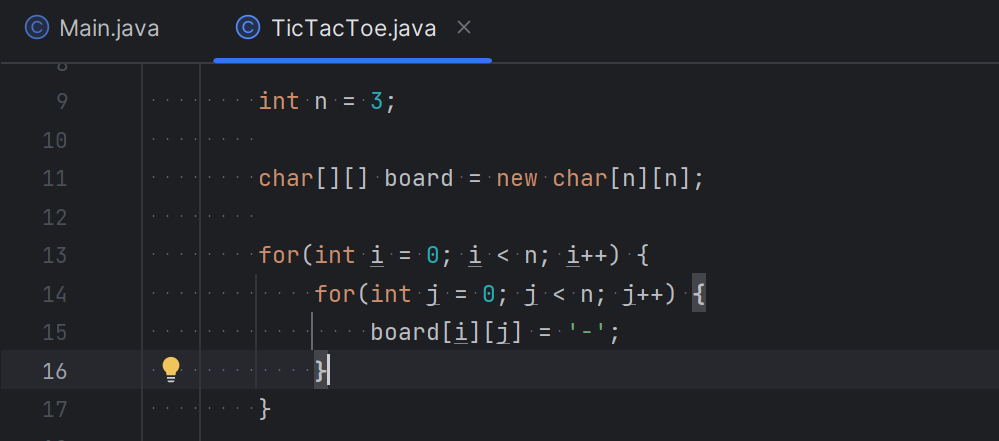 Main.java TicTacToe.java
8
9 int n = 3;
10
11 char[][] board = new char[n][n];
12
13 for(int i = 0; i < n; i++) {
14 for(int j = 0; j < n; j++) {
15 board[i][j] = '-';
16 }
17 }